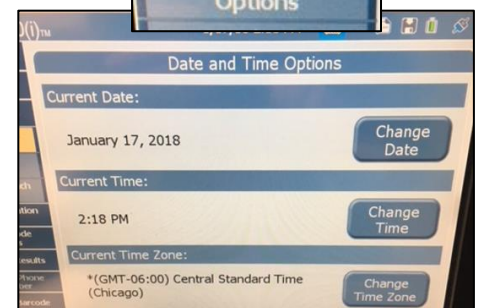 Options
)(i)™
Date and Time Options
Current Date:
January 17, 2018
Change
Date
Current Time:
2:18 PM
Change
Time
Current Time Zone:
*(GMT-06:00) Central Standard Time
(Chicago)
Change
Time Zone